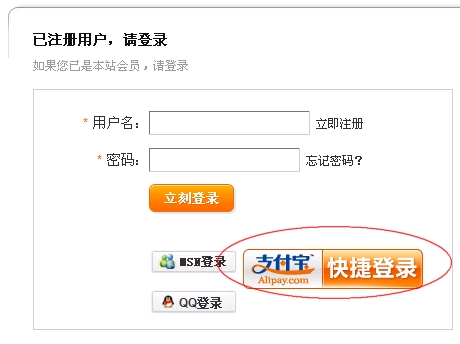 已注册用户，请登录
如果您已是本站会员，请登录
* 用户名： 立即注册
* 密码： 忘记密码？
立刻登录
MSN登录 支付宝 Alipay.com 快捷登录
QQ登录